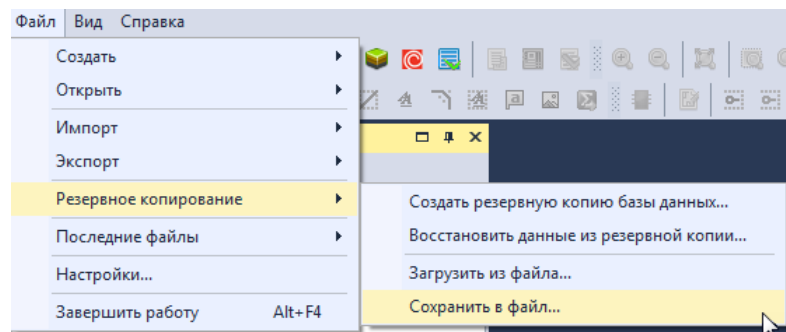 Файл Вид Справка
Создать
Открыть
Импорт
Экспорт
Резервное копирование
Создать резервную копию базы данных...
Последние файлы
Восстановить данные из резервной копии...
Настройки...
Загрузить из файла...
Завершить работу Alt+F4
Сохранить в файл...